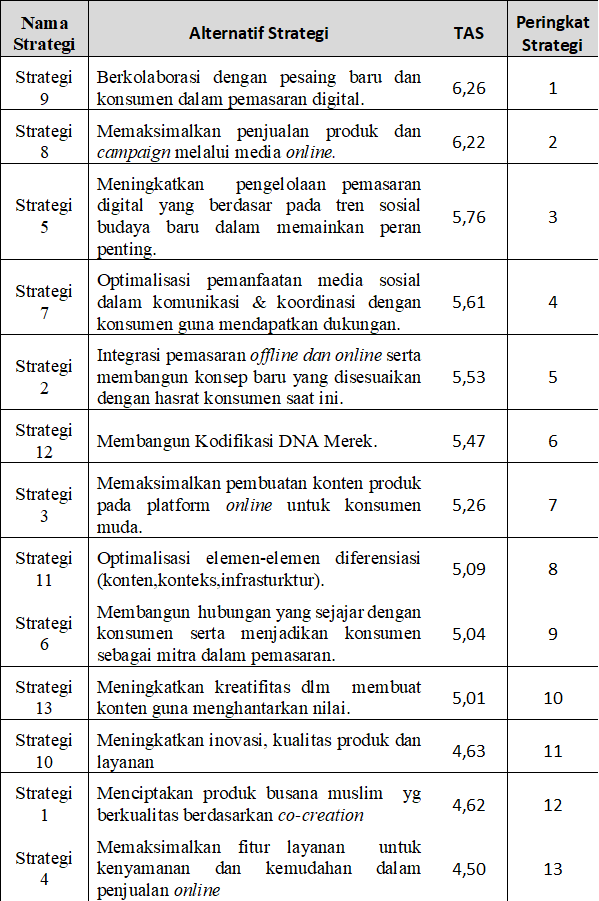 Nama
Strategi
Alternatif Strategi
TAS
Peringkat
Strategi
Strategi
9
Berkolaborasi dengan pesaing baru dan
konsumen dalam pemasaran digital.
6,26
1
Strategi
8
Memaksimalkan penjualan produk dan
campaign melalui media online.
6,22
2
Strategi
5
Meningkatkan pengelolaan pemasaran
digital yang berdasar pada tren sosial
budaya baru dalam memainkan peran
penting.
5,76
3
Strategi
7
Optimalisasi pemanfaatan media sosial
dalam komunikasi & koordinasi dengan
konsumen guna mendapatkan dukungan.
5,61
4
Strategi
2
Integrasi pemasaran offline dan online serta
membangun konsep baru yang disesuaikan
dengan hasrat konsumen saat ini.
5,53
5
Strategi
12
Membangun Kodifikasi DNA Merek.
5,47
6
Strategi
3
Memaksimalkan pembuatan konten produk
pada platform online untuk konsumen
muda.
5,26
7
Strategi
11
Optimalisasi elemen-elemen diferensiasi
(konten,konteks,infrasturktur).
5,09
8
Strategi
6
Membangun hubungan yang sejajar dengan
konsumen serta menjadikan konsumen
sebagai mitra dalam pemasaran.
5,04
9
Strategi
13
Meningkatkan kreatifitas dlm membuat
konten guna menghantarkan nilai.
5,01
10
Strategi
10
Meningkatkan inovasi, kualitas produk dan
layanan
4,63
11
Strategi
1
Menciptakan produk busana muslim yg
berkualitas berdasarkan co-creation
4,62
12
Strategi
4
Memaksimalkan fitur layanan untuk
kenyamanan dan kemudahan dalam
penjualan online
4,50
13